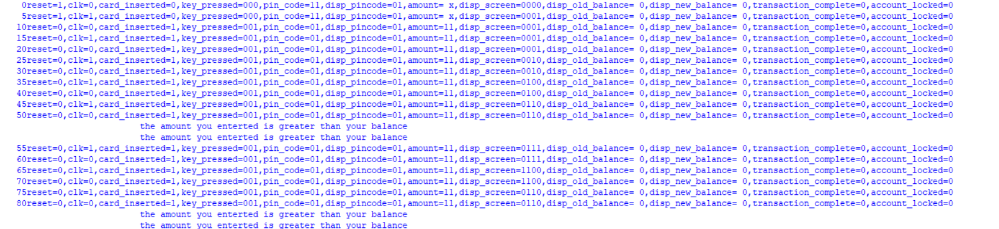 0reset=1,clk=0,card_inserted=0,key_pressed=000,pin_code=11,disp_pincode=01,amount= x,disp_screen=0000,disp_old_balance= 0,disp_new_balance= 0,transaction_complete=0,account_locked=0
5reset=1,clk=1,card_inserted=0,key_pressed=000,pin_code=11,disp_pincode=01,amount= x,disp_screen=0001,disp_old_balance= 0,disp_new_balance= 0,transaction_complete=0,account_locked=0
10reset=0,clk=0,card_inserted=1,key_pressed=001,pin_code=01,disp_pincode=01,amount=11,disp_screen=0001,disp_old_balance= 0,disp_new_balance= 0,transaction_complete=0,account_locked=0
15reset=0,clk=1,card_inserted=1,key_pressed=001,pin_code=01,disp_pincode=01,amount=11,disp_screen=0001,disp_old_balance= 0,disp_new_balance= 0,transaction_complete=0,account_locked=0
20reset=0,clk=0,card_inserted=1,key_pressed=001,pin_code=01,disp_pincode=01,amount=11,disp_screen=0001,disp_old_balance= 0,disp_new_balance= 0,transaction_complete=0,account_locked=0
25reset=0,clk=1,card_inserted=1,key_pressed=001,pin_code=01,disp_pincode=01,amount=11,disp_screen=0010,disp_old_balance= 0,disp_new_balance= 0,transaction_complete=0,account_locked=0
30reset=0,clk=0,card_inserted=1,key_pressed=001,pin_code=01,disp_pincode=01,amount=11,disp_screen=0010,disp_old_balance= 0,disp_new_balance= 0,transaction_complete=0,account_locked=0
35reset=0,clk=1,card_inserted=1,key_pressed=001,pin_code=01,disp_pincode=01,amount=11,disp_screen=0100,disp_old_balance= 0,disp_new_balance= 0,transaction_complete=0,account_locked=0
40reset=0,clk=0,card_inserted=1,key_pressed=001,pin_code=01,disp_pincode=01,amount=11,disp_screen=0100,disp_old_balance= 0,disp_new_balance= 0,transaction_complete=0,account_locked=0
45reset=0,clk=1,card_inserted=1,key_pressed=001,pin_code=01,disp_pincode=01,amount=11,disp_screen=0110,disp_old_balance= 0,disp_new_balance= 0,transaction_complete=0,account_locked=0
50reset=0,clk=0,card_inserted=1,key_pressed=001,pin_code=01,disp_pincode=01,amount=11,disp_screen=0110,disp_old_balance= 0,disp_new_balance= 0,transaction_complete=0,account_locked=0
the amount you enterted is greater than your balance
the amount you enterted is greater than your balance
55reset=0,clk=1,card_inserted=1,key_pressed=001,pin_code=01,disp_pincode=01,amount=11,disp_screen=0111,disp_old_balance= 0,disp_new_balance= 0,transaction_complete=0,account_locked=0
60reset=0,clk=0,card_inserted=1,key_pressed=001,pin_code=01,disp_pincode=01,amount=11,disp_screen=0111,disp_old_balance= 0,disp_new_balance= 0,transaction_complete=0,account_locked=0
65reset=0,clk=1,card_inserted=1,key_pressed=001,pin_code=01,disp_pincode=01,amount=11,disp_screen=1100,disp_old_balance= 0,disp_new_balance= 0,transaction_complete=0,account_locked=0
70reset=0,clk=0,card_inserted=1,key_pressed=001,pin_code=01,disp_pincode=01,amount=11,disp_screen=1100,disp_old_balance= 0,disp_new_balance= 0,transaction_complete=0,account_locked=0
75reset=0,clk=1,card_inserted=1,key_pressed=001,pin_code=01,disp_pincode=01,amount=11,disp_screen=0110,disp_old_balance= 0,disp_new_balance= 0,transaction_complete=0,account_locked=0
80reset=0,clk=0,card_inserted=1,key_pressed=001,pin_code=01,disp_pincode=01,amount=11,disp_screen=0110,disp_old_balance= 0,disp_new_balance= 0,transaction_complete=0,account_locked=0
the amount you enterted is greater than your balance
the amount you enterted is greater than your balance